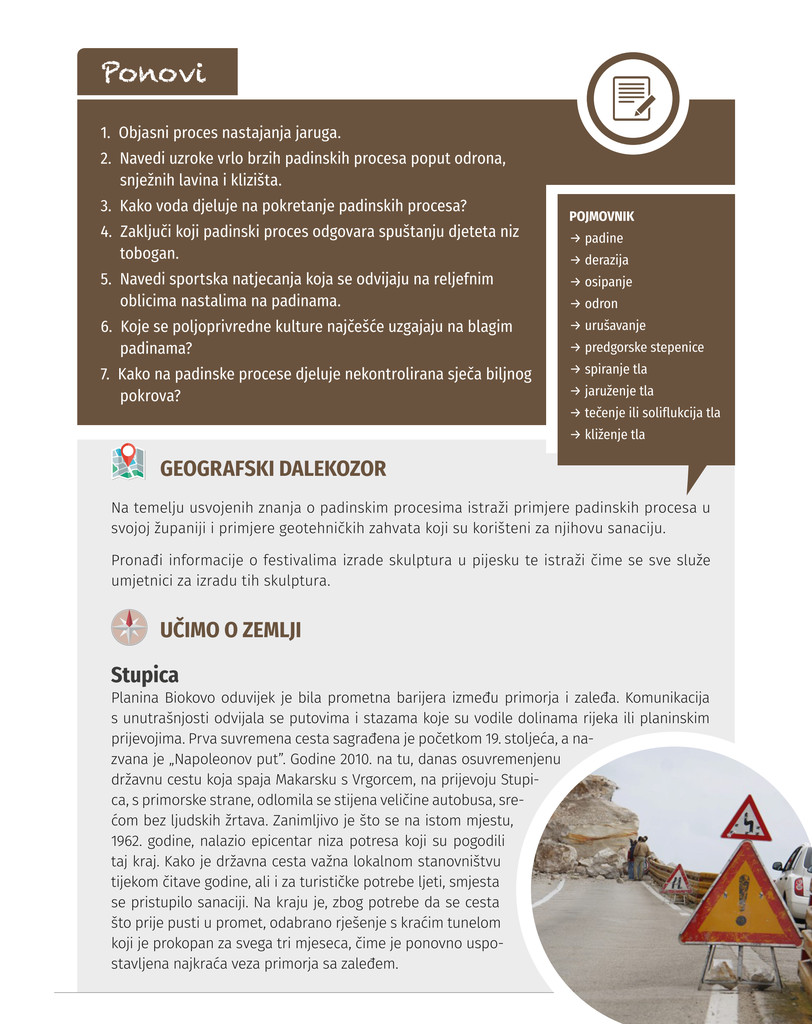 Ponovi
1. Objasni proces nastajanja jaruga.
2. Navedi uzroke vrlo brzih padinskih procesa poput odrona,
snježnih lavina i klizišta.
3. Kako voda djeluje na pokretanje padinskih procesa?
4. Zaključi koji padinski proces odgovara spuštanju djeteta niz
tobogan.
5. Navedi sportska natjecanja koja se odvijaju na reljefnim
oblicima nastalima na padinama.
6. Koje se poljoprivredne kulture najčešće uzgajaju na blagim
padinama?
7. Kako na padinske procese djeluje nekontrolirana sječa biljnog
pokrova?
POJMOVNIK
→ padine
→ derazija
→ osipanje
→ odron
→ urušavanje
→ predgorske stepenice
→ spiranje tla
→ jaruženje tla
→ tečenje ili soliflukcija tla
→ kliženje tla
GEOGRAFSKI DALEKOZOR
Na temelju usvojenih znanja o padinskim procesima istraži primjere padinskih procesa u
svojoj županiji i primjere geotehničkih zahvata koji su korišteni za njihovu sanaciju.
Pronađi informacije o festivalima izrade skulptura u pijesku te istraži čime se sve služe
umjetnici za izradu tih skulptura.
UČIMO O ZEMLJI
Stupica
Planina Biokovo oduvijek je bila prometna barijera između primorja i zaleđa. Komunikacija
s unutrašnjosti odvijala se putovima i stazama koje su vodile dolinama rijeka ili planinskim
prijevojima. Prva suvremena cesta sagrađena je početkom 19. stoljeća, a na-
zvana je „Napoleonov put”. Godine 2010. na tu, danas osuvremenjenu
državnu cestu koja spaja Makarsku s Vrgorcem, na prijevoju Stupi-
ca, s primorske strane, odlomila se stijena veličine autobusa, sre-
ćom bez ljudskih žrtava. Zanimljivo je što se na istom mjestu,
1962. godine, nalazio epicentar niza potresa koji su pogodili
taj kraj. Kako je državna cesta važna lokalnom stanovništvu
tijekom čitave godine, ali i za turističke potrebe ljeti, smjesta
se pristupilo sanaciji. Na kraju je, zbog potrebe da se cesta
što prije pusti u promet, odabrano rješenje s kraćim tunelom
koji je prokopan za svega tri mjeseca, čime je ponovno uspo-
stavljena najkraća veza primorja sa zaleđem.